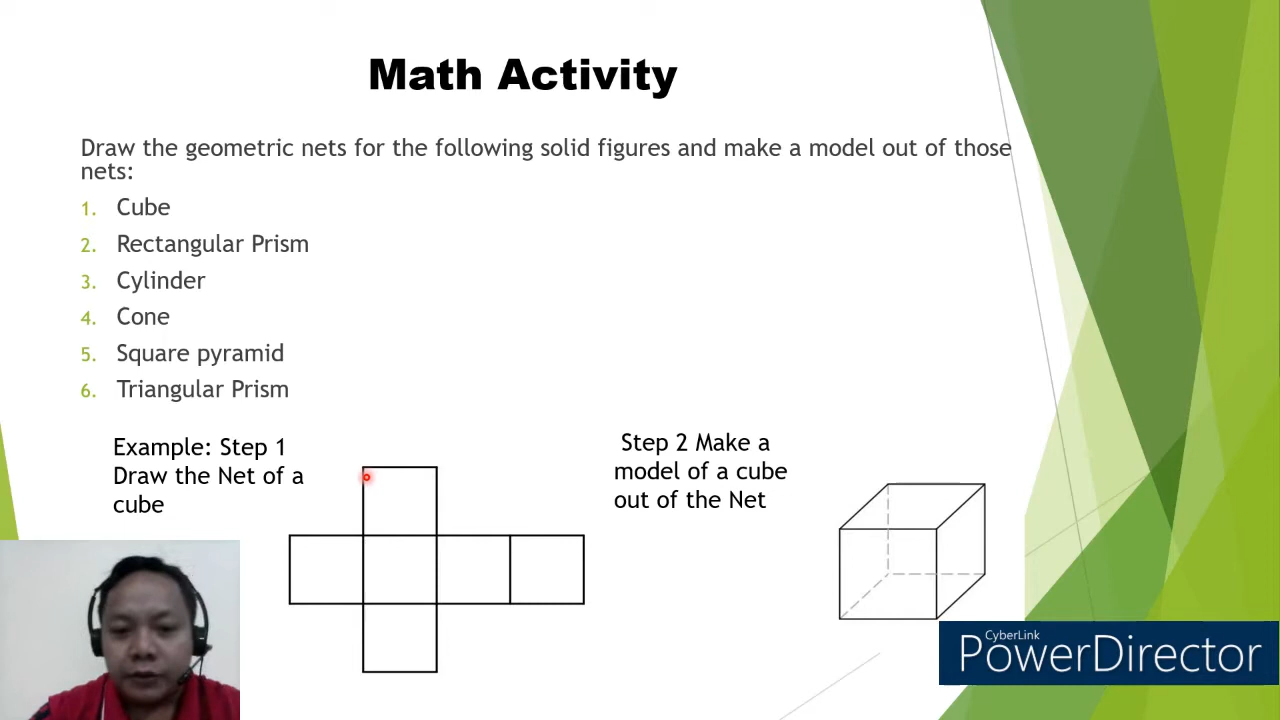 Math Activity
Draw the geometric nets for the following solid figures and make a model out of those
nets:
1. Cube
2. Rectangular Prism
3. Cylinder
4. Cone
5. Square pyramid
6. Triangular Prism
Example: Step 1
Draw the Net of a
cube
Step 2 Make a
model of a cube
out of the Net
CyberLink
PowerDirector